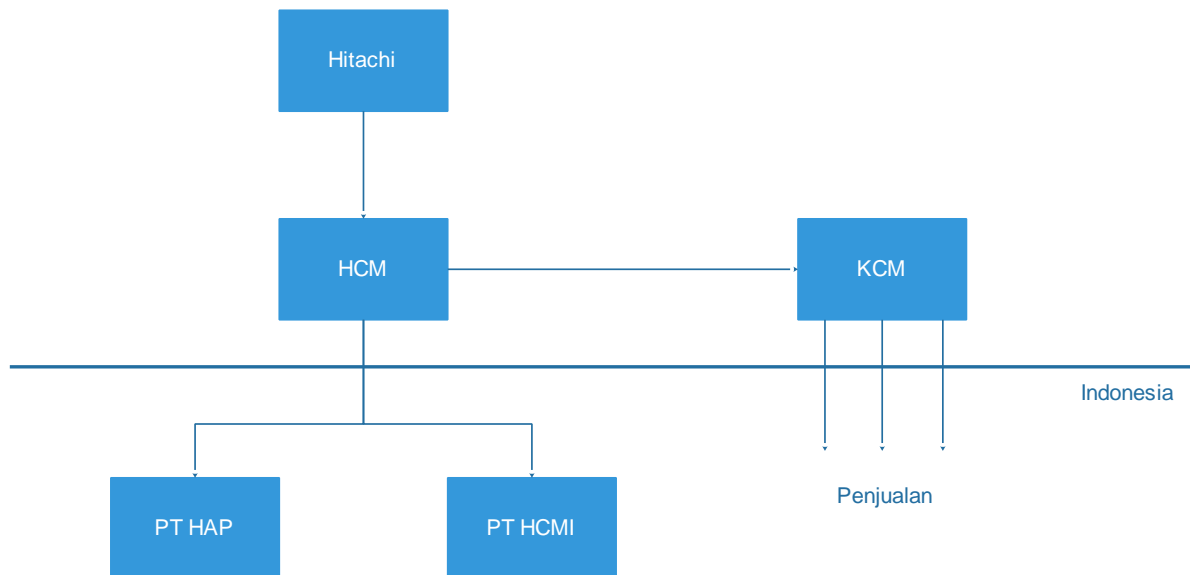 Hitachi
HCM
KCM
Indonesia
Penjualan
PT HAP
PT HCMI